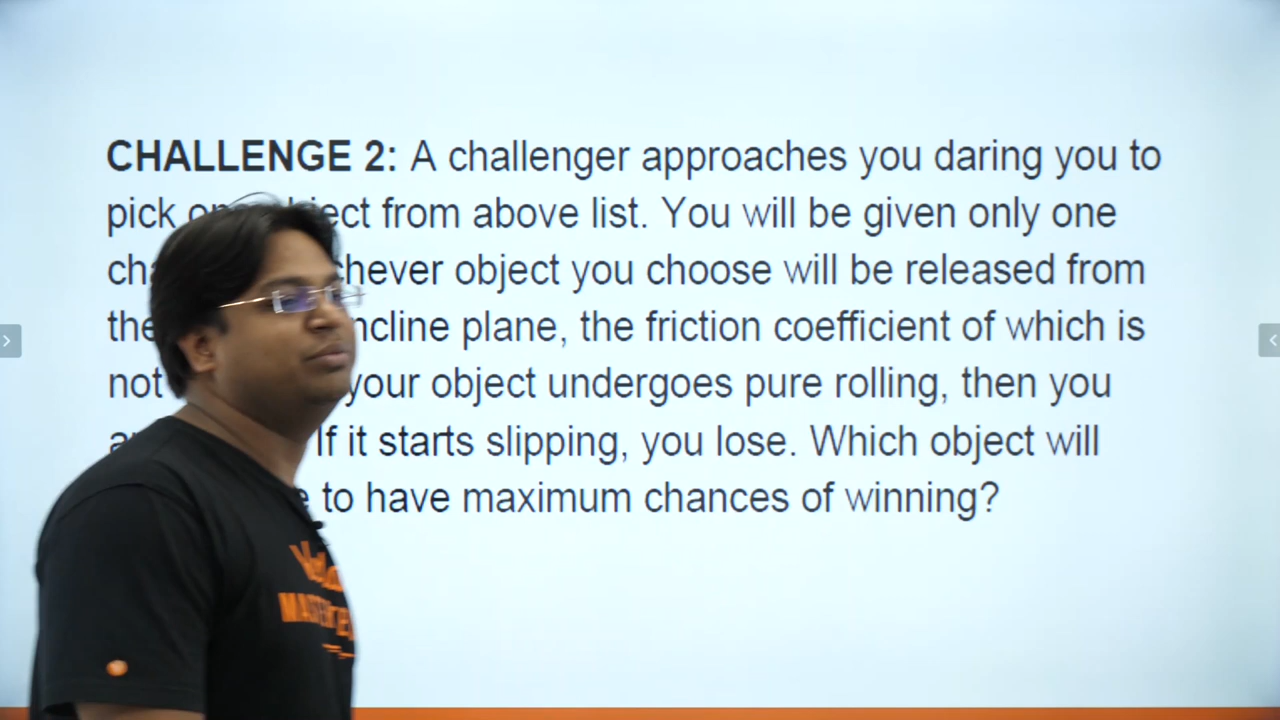 CHALLENGE 2: A challenger approaches you daring you to
pick ject from above list. You will be given only one
cha chever object you choose will be released from
the ncline plane, the friction coefficient of which is
not your object undergoes pure rolling, then you
If it starts slipping, you lose. Which object will
e to have maximum chances of winning?